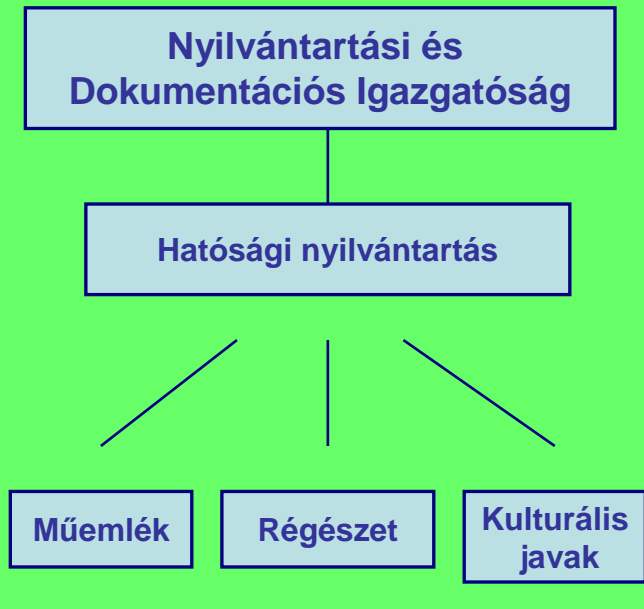 Nyilvántartási és
Dokumentációs Igazgatóság
Hatósági nyilvántartás
Műemlék
Régészet
Kulturális
javak